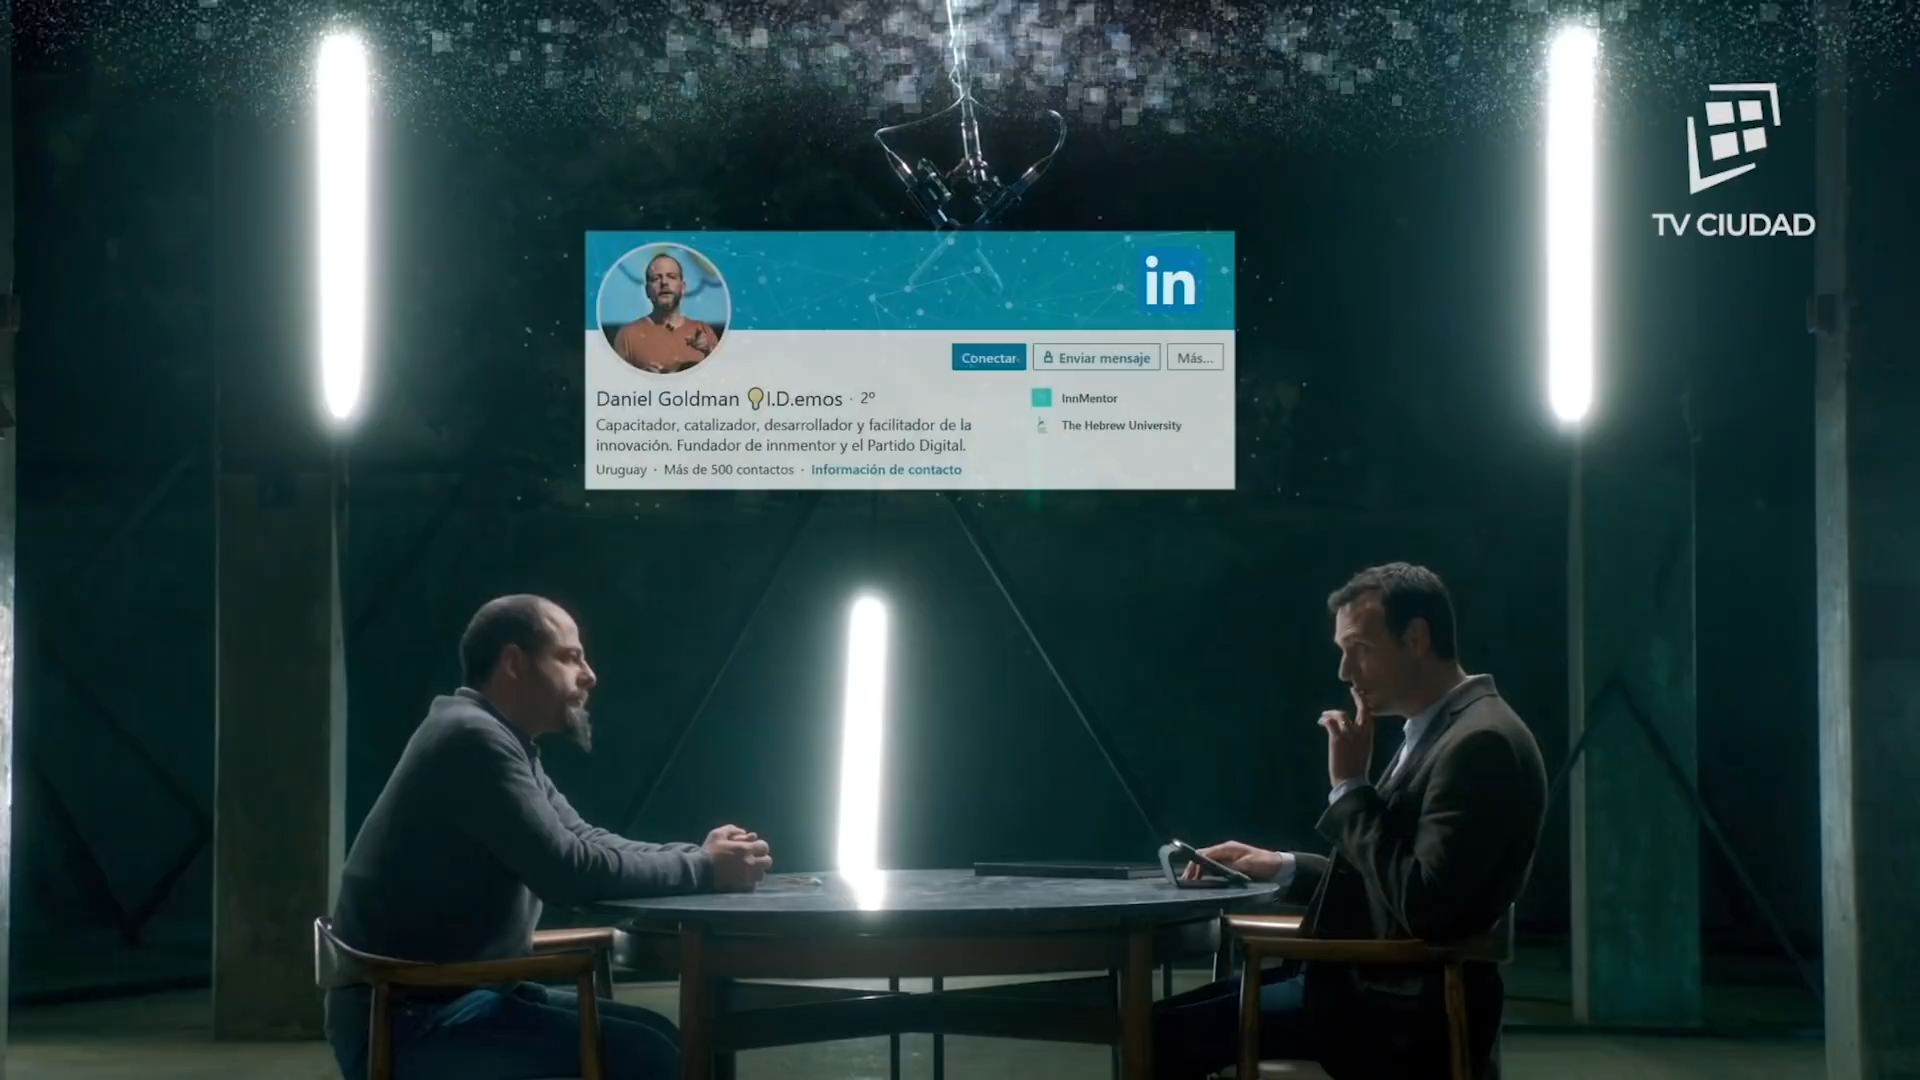 TV CIUDAD
in
Conectar
Enviar mensaje
Más...
Daniel Goldman I.D.emos · 2º
InnMentor
Capacitador, catalizador, desarrollador y facilitador de la
The Hebrew University
innovación. Fundador de innmentor y el Partido Digital.
Uruguay · Más de 500 contactos · Información de contacto